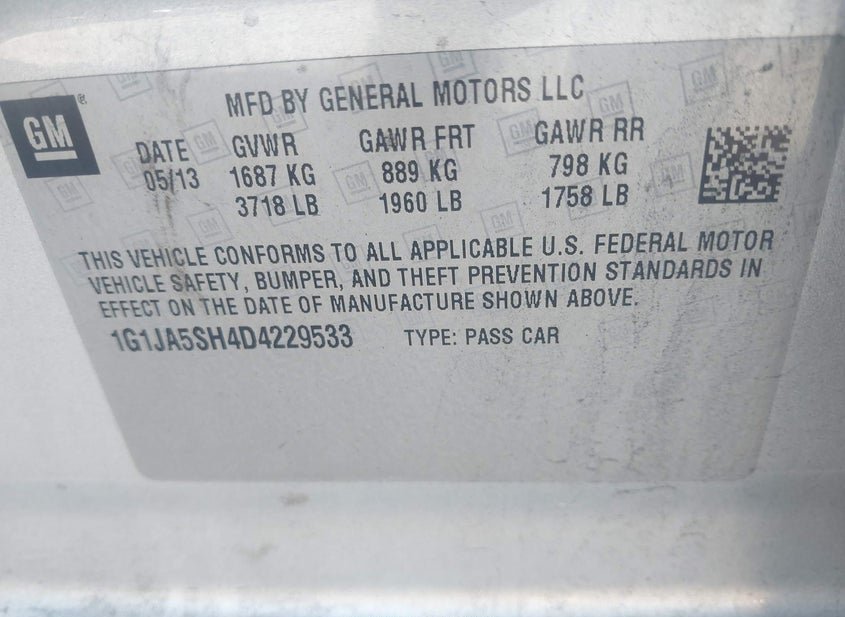 MFD BY GENERAL MOTORS LLC
GM ®
DATE GVWR GAWR FRT GAWR RR
05/13 1687 KG 889 KG 798 KG
3718 LB 1960 LB 1758 LB
THIS VEHICLE CONFORMS TO ALL APPLICABLE U.S. FEDERAL MOTOR
VEHICLE SAFETY, BUMPER, AND THEFT PREVENTION STANDARDS IN
EFFECT ON THE DATE OF MANUFACTURE SHOWN ABOVE.
1G1JA5SH4D4229533 TYPE: PASS CAR